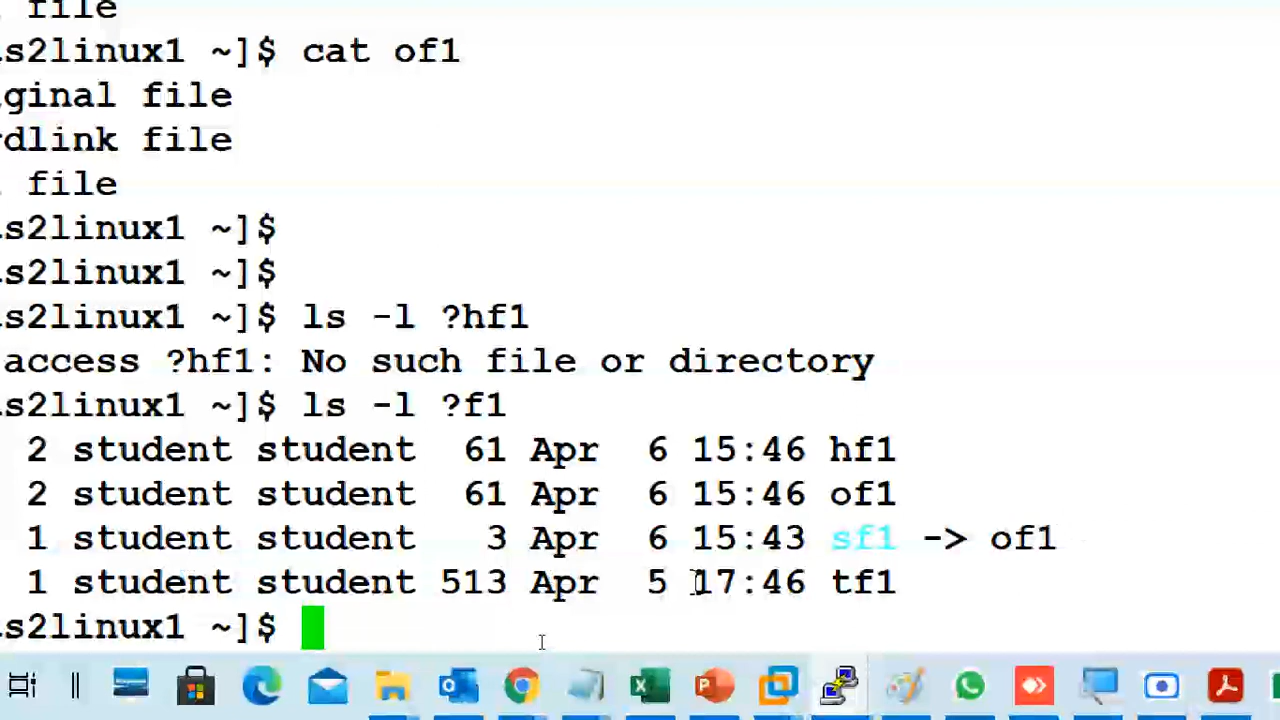 file
s2linux1 ~]$ cat of1
ginal file
dlink file
file
s2linux1 ~]$
s2linux1 ~]$
s2linux1 ~]$ ls -l ?hf1
access ?hf1: No such file or directory
s2linux1 ~]$ ls -l ?f1
2 student student 61 Apr 6 15:46 hf1
2 student student 61 Apr 6 15:46 of1
1 student student 3 Apr 6 15:43 sf1 -> of1
1 student student 513 Apr 5 17:46 tf1
s2linux1 ~]$